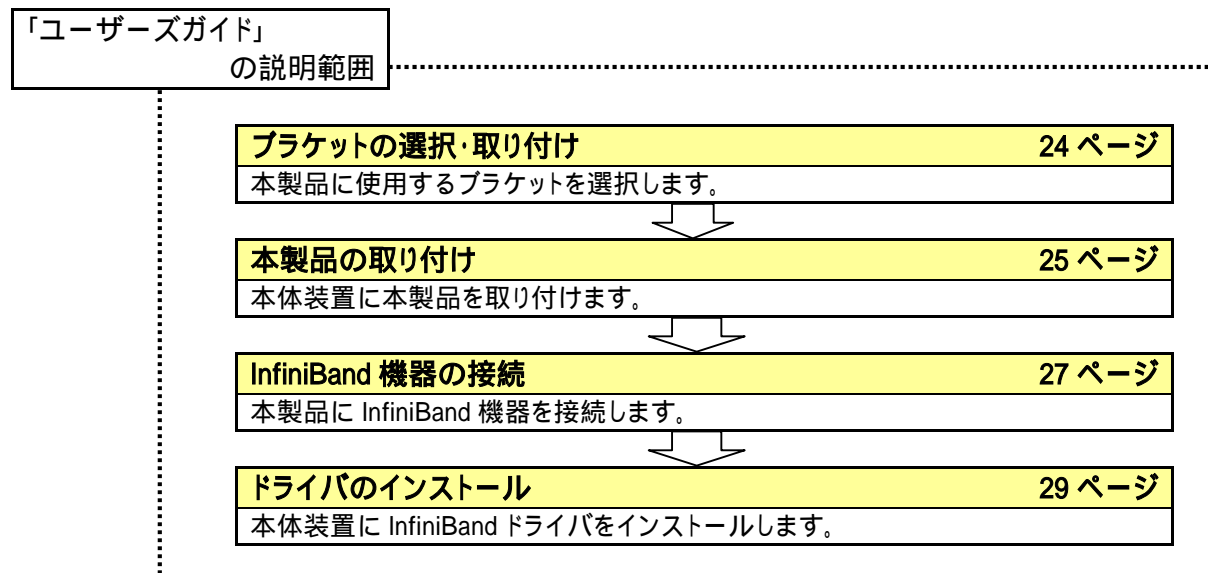 「ユーザーズガイド」
の説明範囲
ブラケットの選択・取り付け 24 ページ
本製品に使用するブラケットを選択します。
本製品の取り付け 25 ページ
本体装置に本製品を取り付けます。
InfiniBand 機器の接続 27 ページ
本製品に InfiniBand 機器を接続します。
ドライバのインストール 29 ページ
本体装置に InfiniBand ドライバをインストールします。